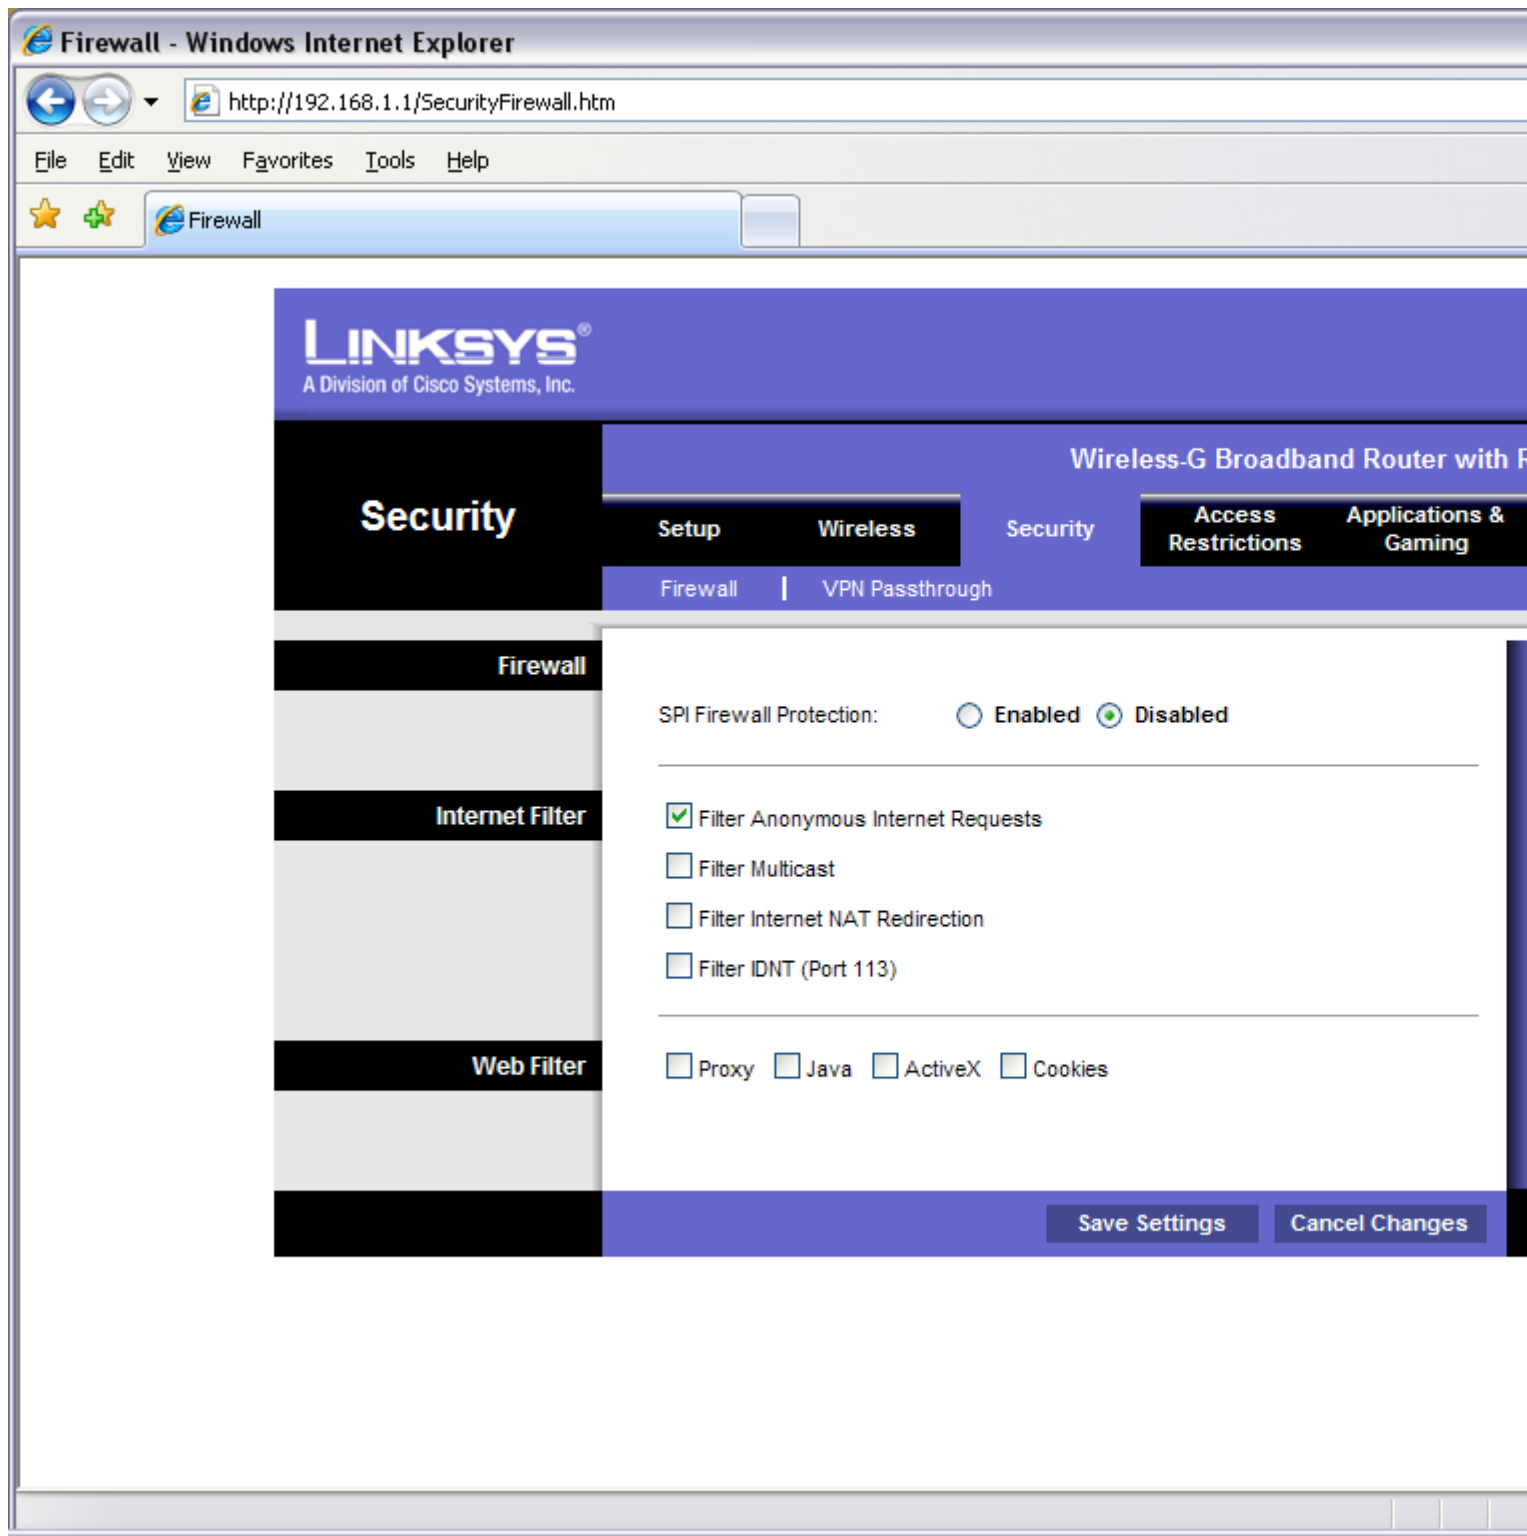 Firewall - Windows Internet Explorer
http://192.168.1.1/SecurityFirewall.htm
File Edit View Favorites Tools Help
Firewall
LINKSYS®
A Division of Cisco Systems, Inc.
Wireless-G Broadband Router with
Security
Setup Wireless Security Access Restrictions Applications & Gaming
Firewall | VPN Passthrough
Firewall
SPI Firewall Protection: Enabled Disabled
Internet Filter
Filter Anonymous Internet Requests
Filter Multicast
Filter Internet NAT Redirection
Filter IDNT (Port 113)
Web Filter
Proxy Java ActiveX Cookies
Save Settings Cancel Changes